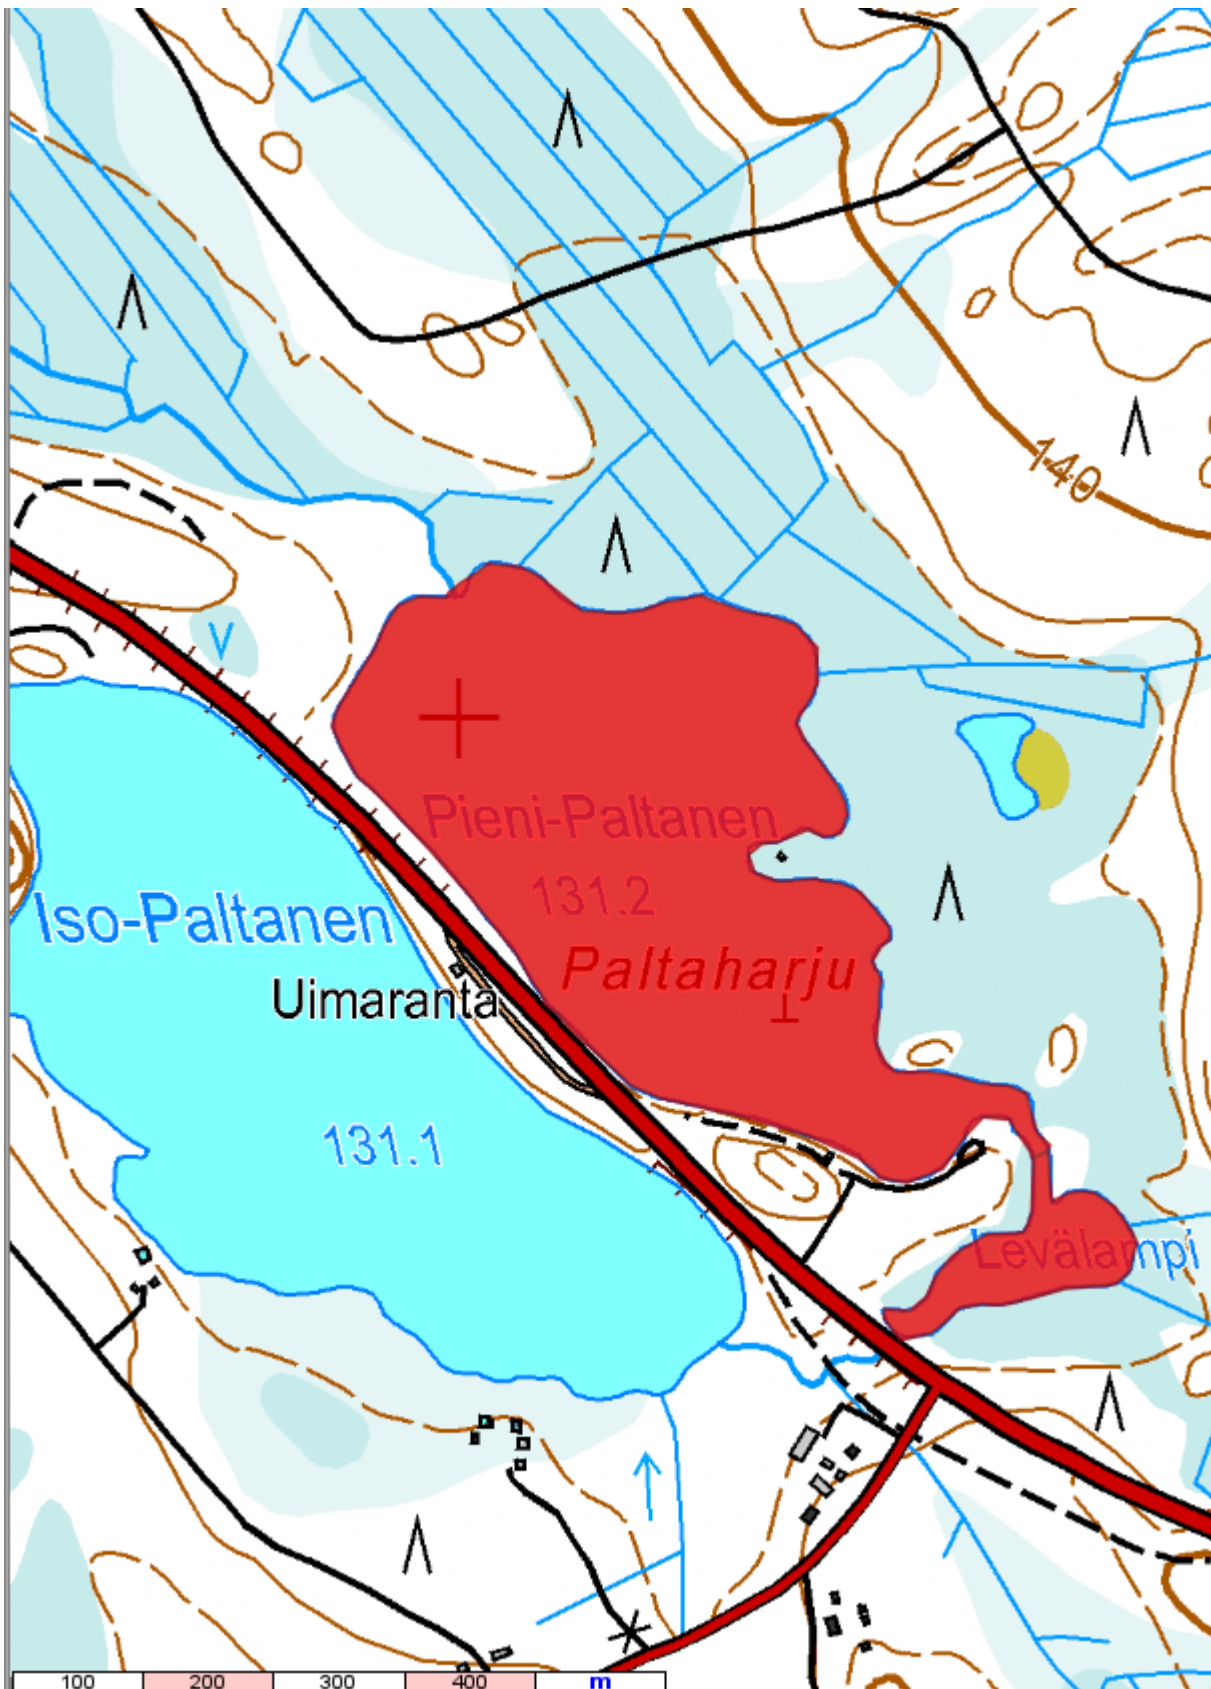 140
Pieni-Paltanen
131.2
Iso-Paltanen
Paltaharju
Uimaranta
131.1
Levälampi
100 200 300 400 m